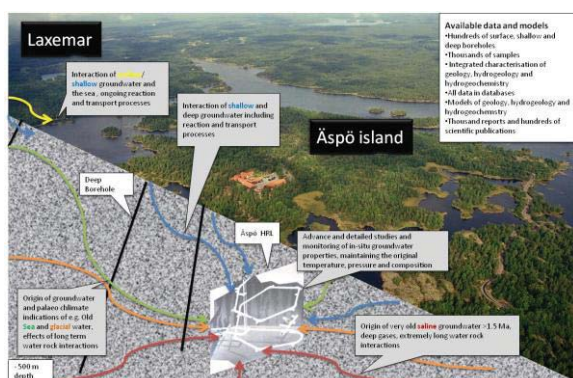 Laxemar
Interaction of
shallow groundwater and
the sea , ongoing reaction
and transport processes
Interaction of shallow and
deep groundwater including
reaction and transport
processes
Available data and models
•Hundreds of surface, shallow and
deep boreholes.
•Thousands of samples
• Integrated characterisation of
geology, hydrogeology and
hydrogeochemistry
•All data in databases
•Models of geology, hydrogeology and
hydrogeochemistry
•Thousand reports and hundreds of
scientific publications
Äspö island
Deep
Borehole
Äspö HRL
Advance and detailed studies and
monitoring of in-situ groundwater
properties, maintaining the original
temperature, pressure and composition
Origin of groundwater
and palaeo chlimate
indications of e.g. Old
Sea and glacial water,
effects of long term
water rock interactions
Origin of very old saline groundwater >1.5 Ma,
deep gases, extremely long water rock
interactions
-500 m
depth